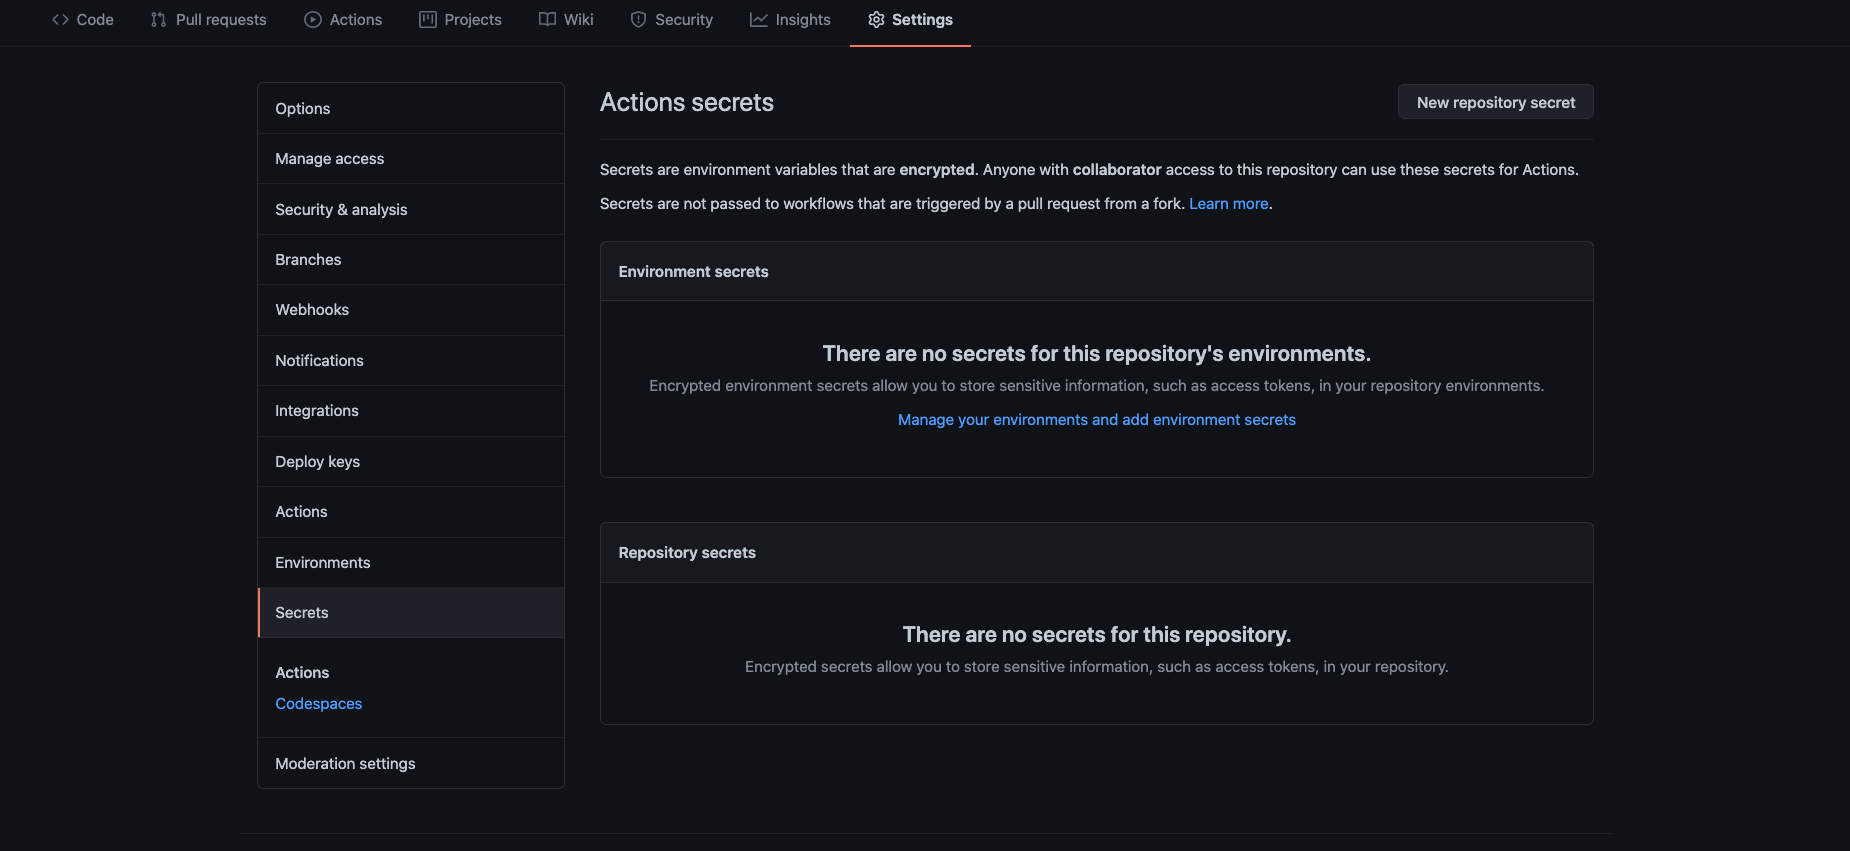 Code Pull requests Actions Projects Wiki Security Insights Settings
Options
Manage access
Security & analysis
Branches
Webhooks
Notifications
Integrations
Deploy keys
Actions
Environments
Secrets
Actions
Codespaces
Moderation settings
Actions secrets
New repository secret
Secrets are environment variables that are encrypted. Anyone with collaborator access to this repository can use these secrets for Actions.
Secrets are not passed to workflows that are triggered by a pull request from a fork. Learn more.
Environment secrets
There are no secrets for this repository's environments.
Encrypted environment secrets allow you to store sensitive information, such as access tokens, in your repository environments.
Manage your environments and add environment secrets
Repository secrets
There are no secrets for this repository.
Encrypted secrets allow you to store sensitive information, such as access tokens, in your repository.